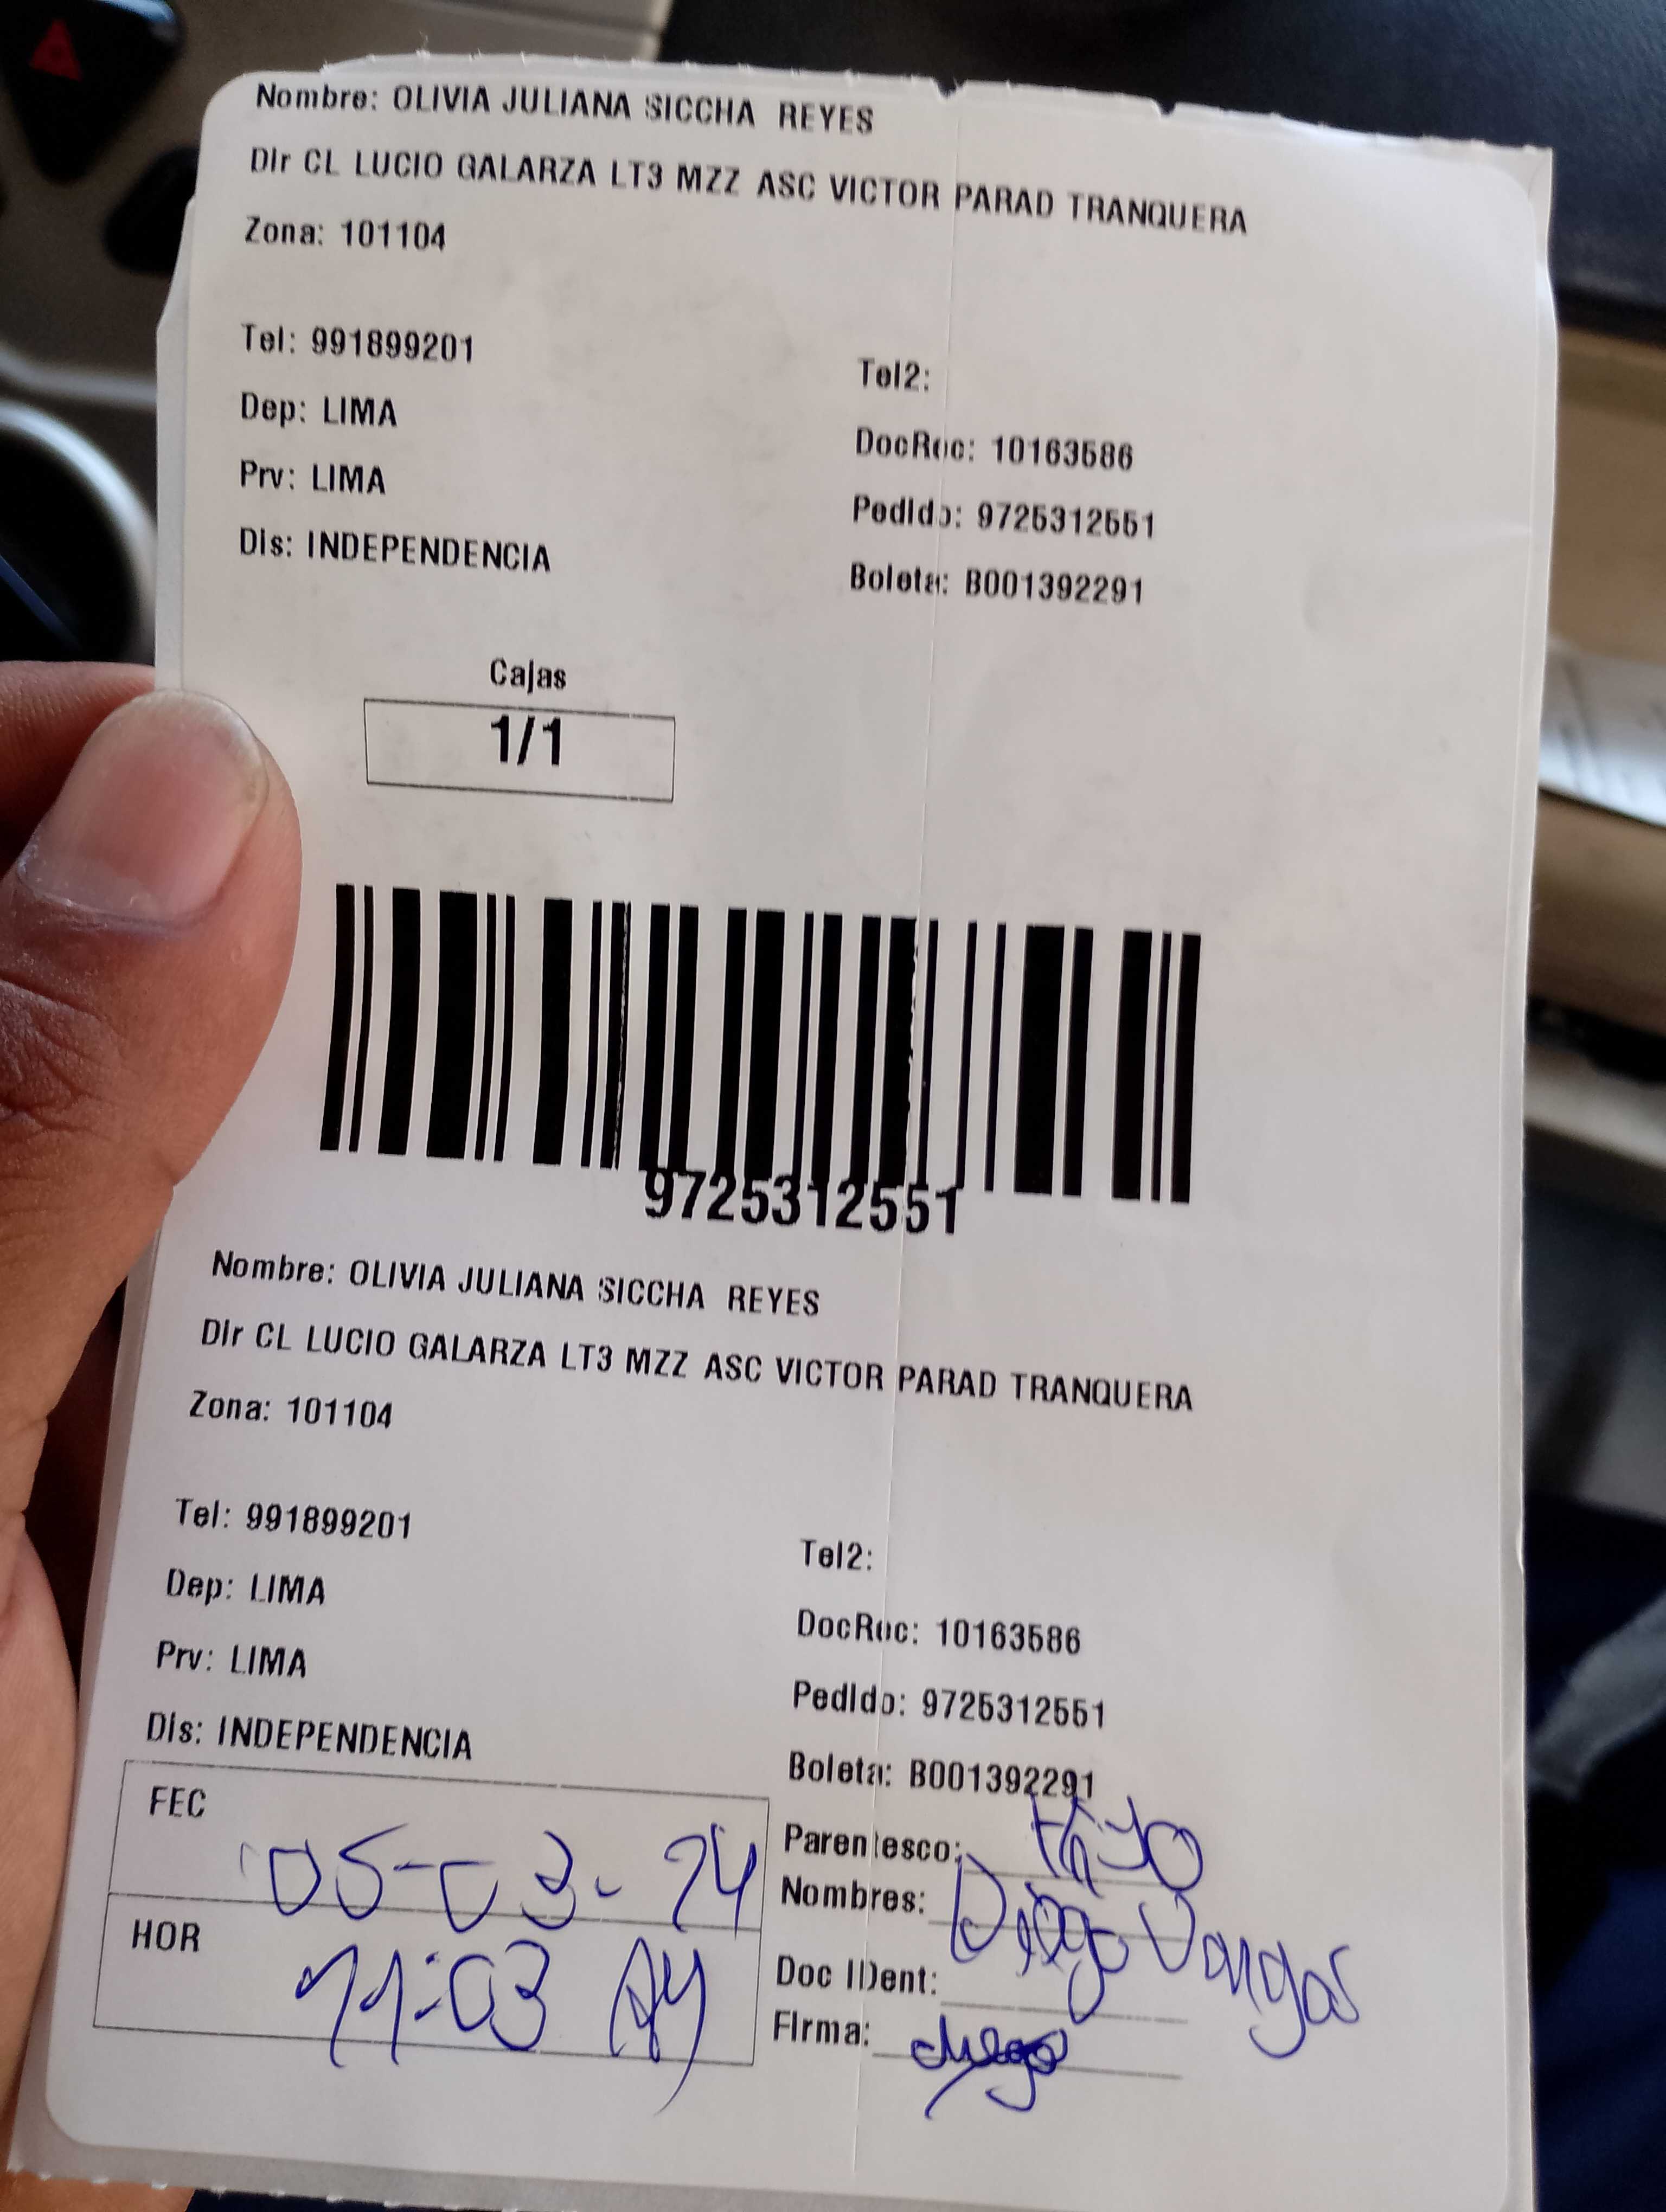 Nombre: OLIVIA JULIANA SICCHA REYES
Dir CL LUCIO GALARZA LT3 MZZ ASC VICTOR PARAD TRANQUERA
Zona: 101104
Tel: 991899201
Tel2:
Dep: LIMA
DocRec: 10163586
Prv: LIMA
Pedido: 9725312551
Dis: INDEPENDENCIA
Boleta: B001392291
Cajas
1/1
9725312551
Nombre: OLIVIA JULIANA SICCHA REYES
Dir CL LUCIO GALARZA LT3 MZZ ASC VICTOR PARAD TRANQUERA
Zona: 101104
Tel: 991899201
Tel2:
Dep: LIMA
DocRec: 10163586
Prv: LIMA
Pedido: 9725312551
Dis: INDEPENDENCIA
Boleta: B001392291
FEC 05-03-24
Parentesco: Hijo
Nombres: Diego Vargas
HOR 11:03 AM
Doc IDent:
Firma: diego